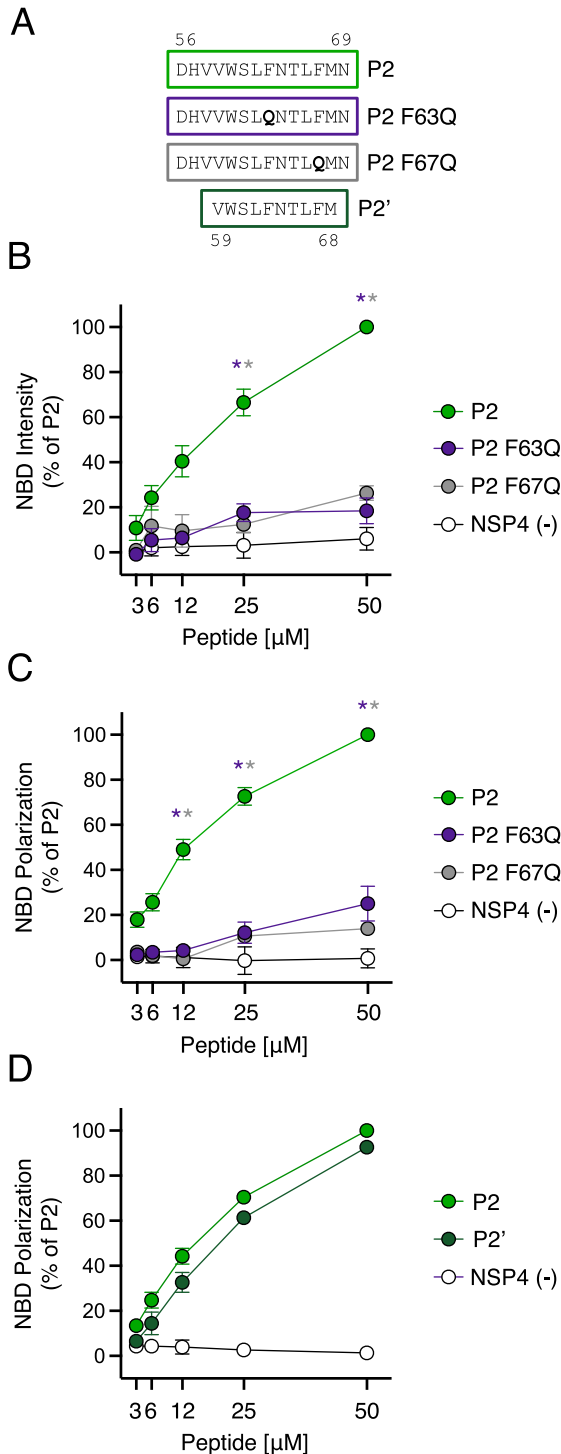 A
56 69
DHVVWSLFNTLFMN P2
DHVVWSLQNTLFMN P2 F63Q
DHVVWSLFNTLQMN P2 F67Q
VWSLFNTLFM P2'
59 68
B
**
**
100
80
60
40
20
0
NBD Intensity
(% of P2)
3 6 12 25 50
Peptide [µM]
P2
P2 F63Q
P2 F67Q
NSP4 (-)
C
**
**
**
100
80
60
40
20
0
NBD Polarization
(% of P2)
3 6 12 25 50
Peptide [µM]
P2
P2 F63Q
P2 F67Q
NSP4 (-)
D
100
80
60
40
20
0
NBD Polarization
(% of P2)
3 6 12 25 50
Peptide [µM]
P2
P2'
NSP4 (-)